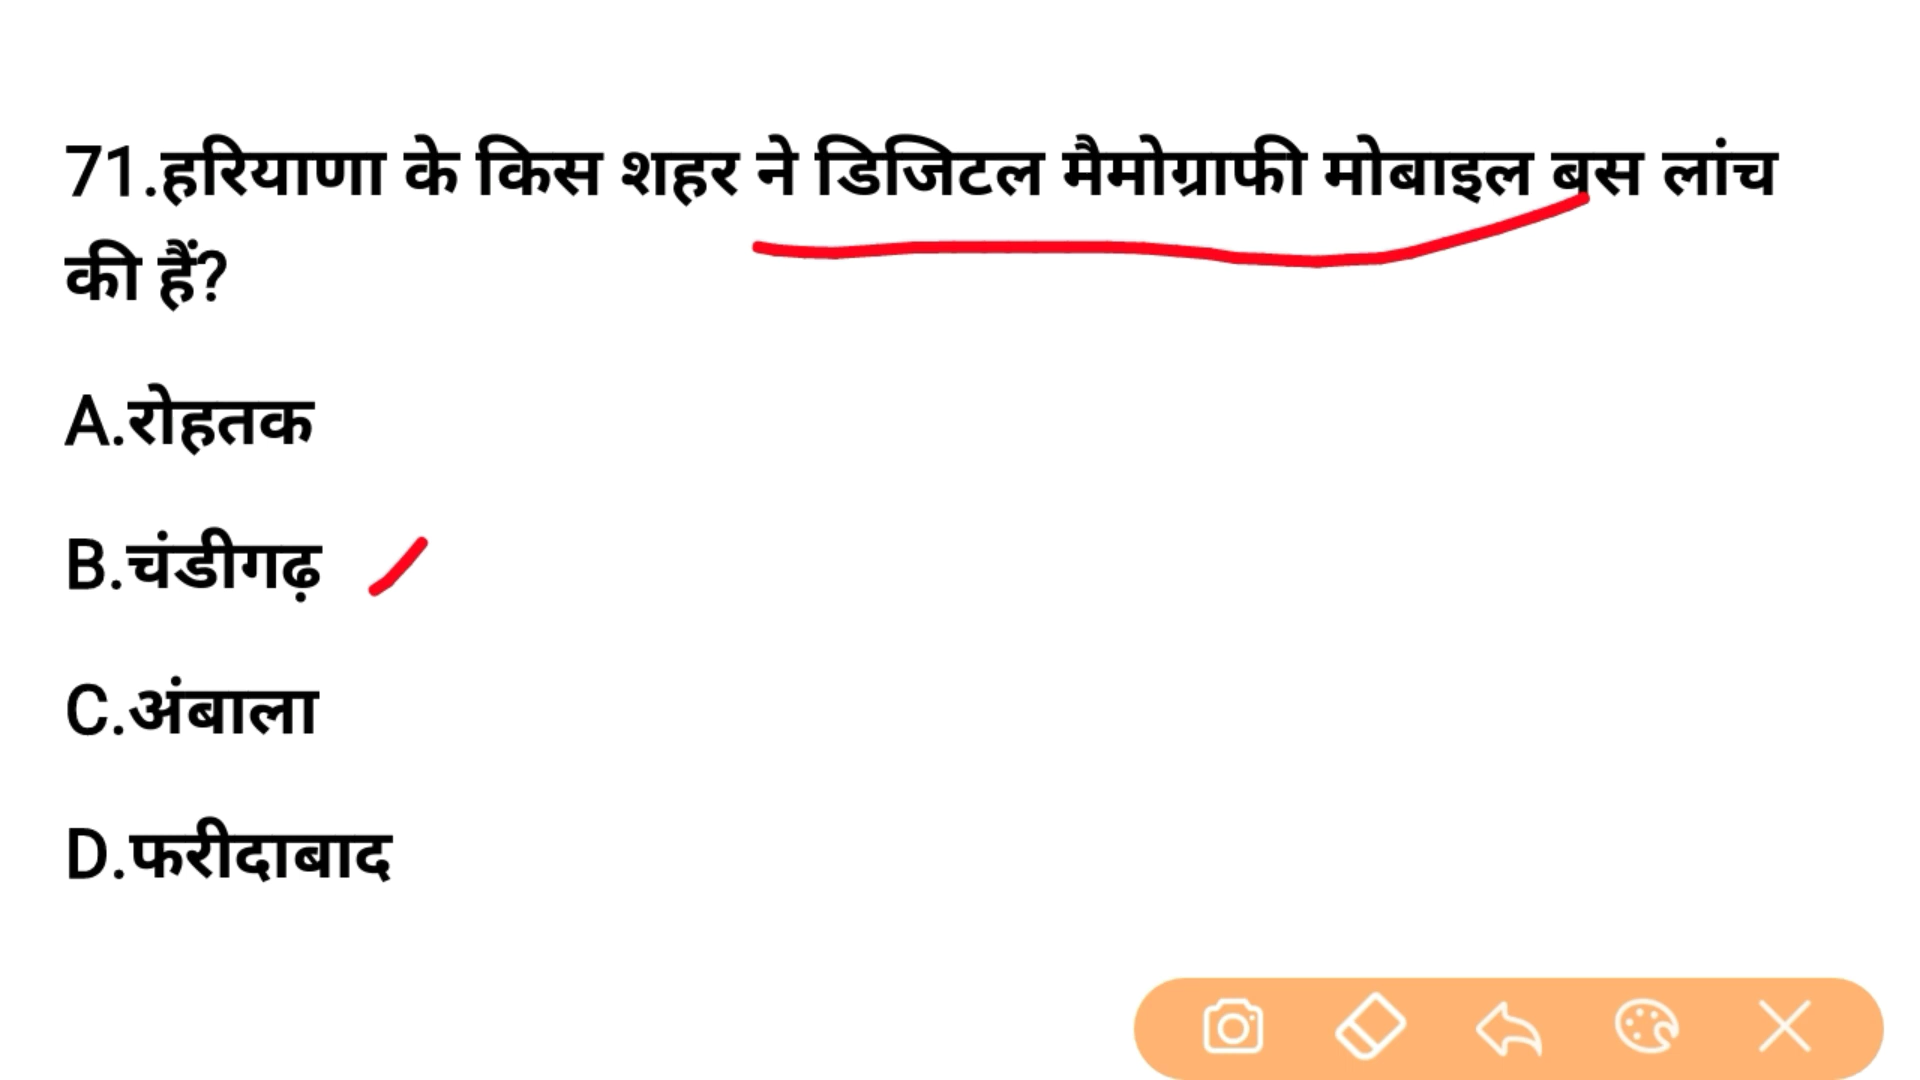 71.हरियाणा के किस शहर ने डिजिटल मैमोग्राफी मोबाइल बस लांच
की हैं?
A.रोहतक
B.चंडीगढ़
C.अंबाला
D.फरीदाबाद